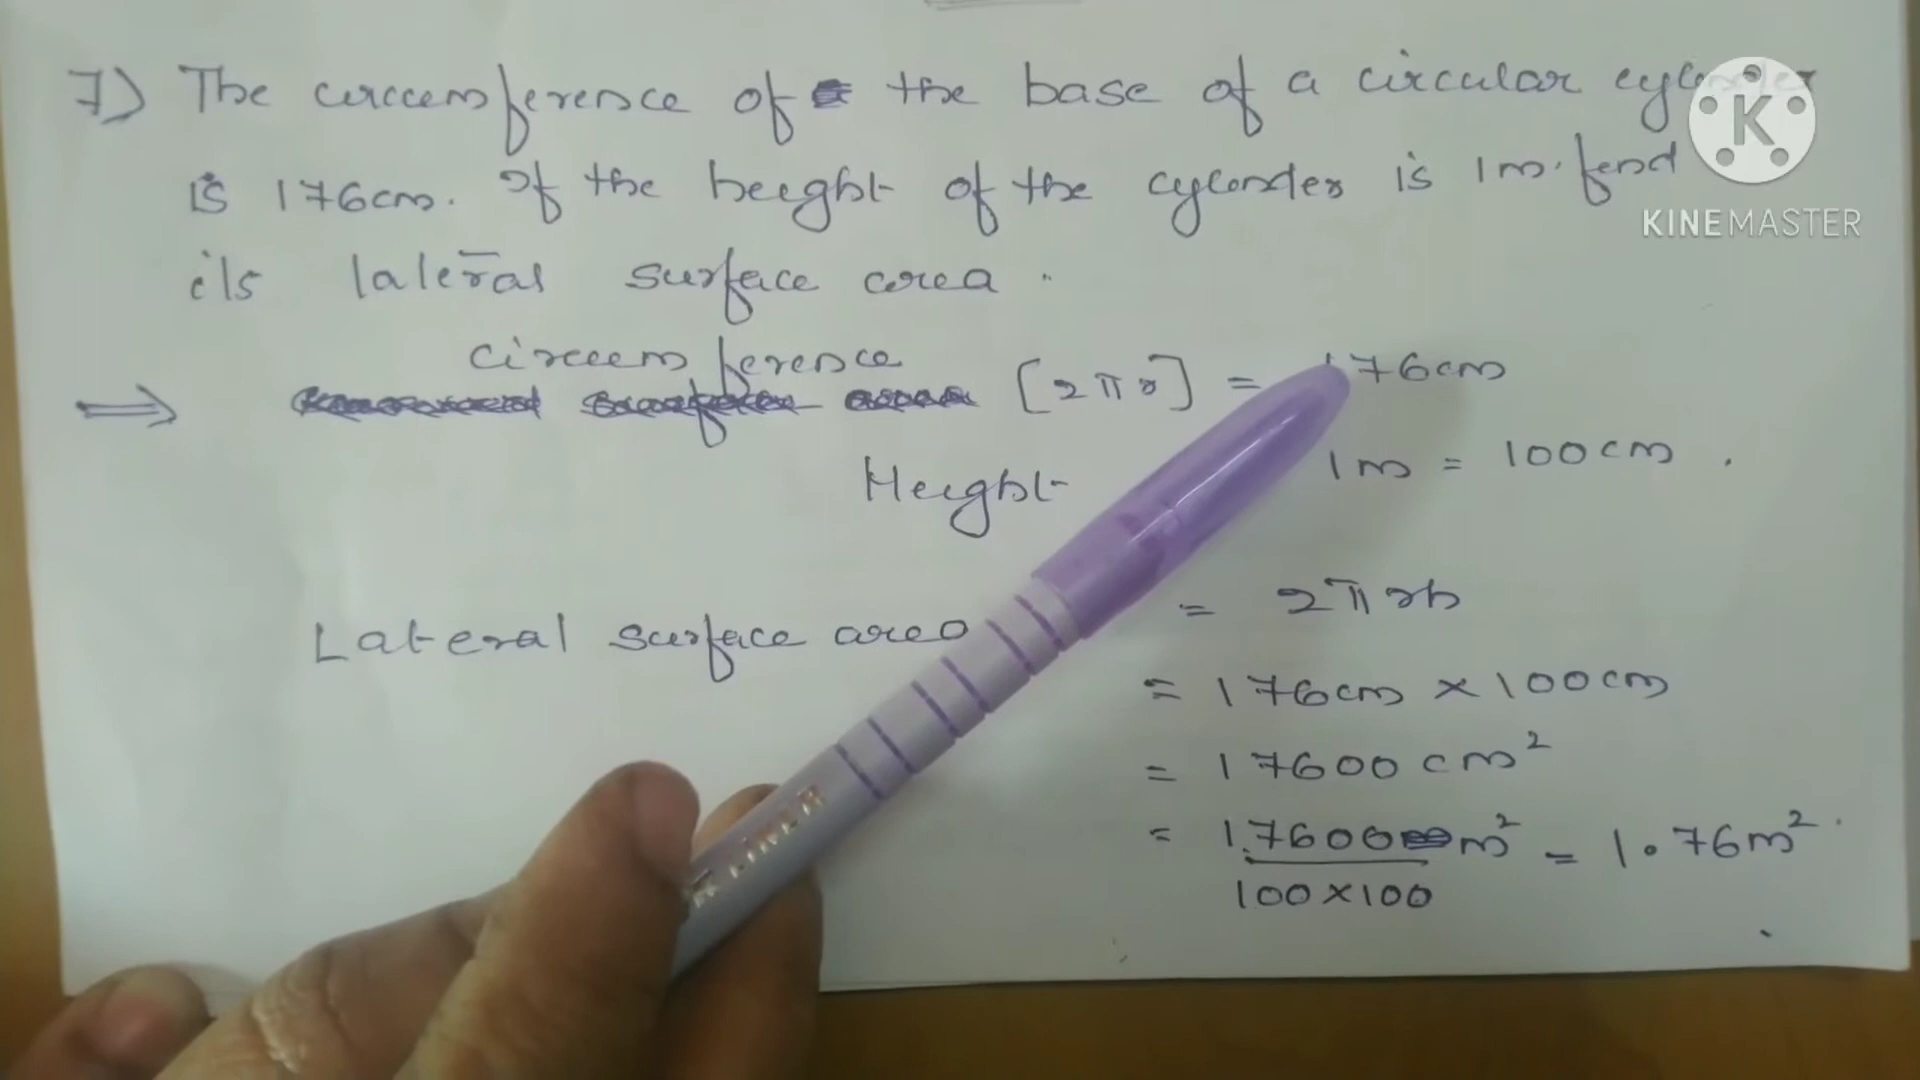 7) The circumference of the base of a circular cylinder
is 176cm. If the height of the cylinder is 1m. find
its lateral surface area.
circumference [2πr] = 176cm
Height 1m = 100cm.
Lateral surface area = 2πrh
= 176cm × 100cm
= 17600 cm²
= 1.7600 m² = 1.76m².
100×100
K
KINEMASTER